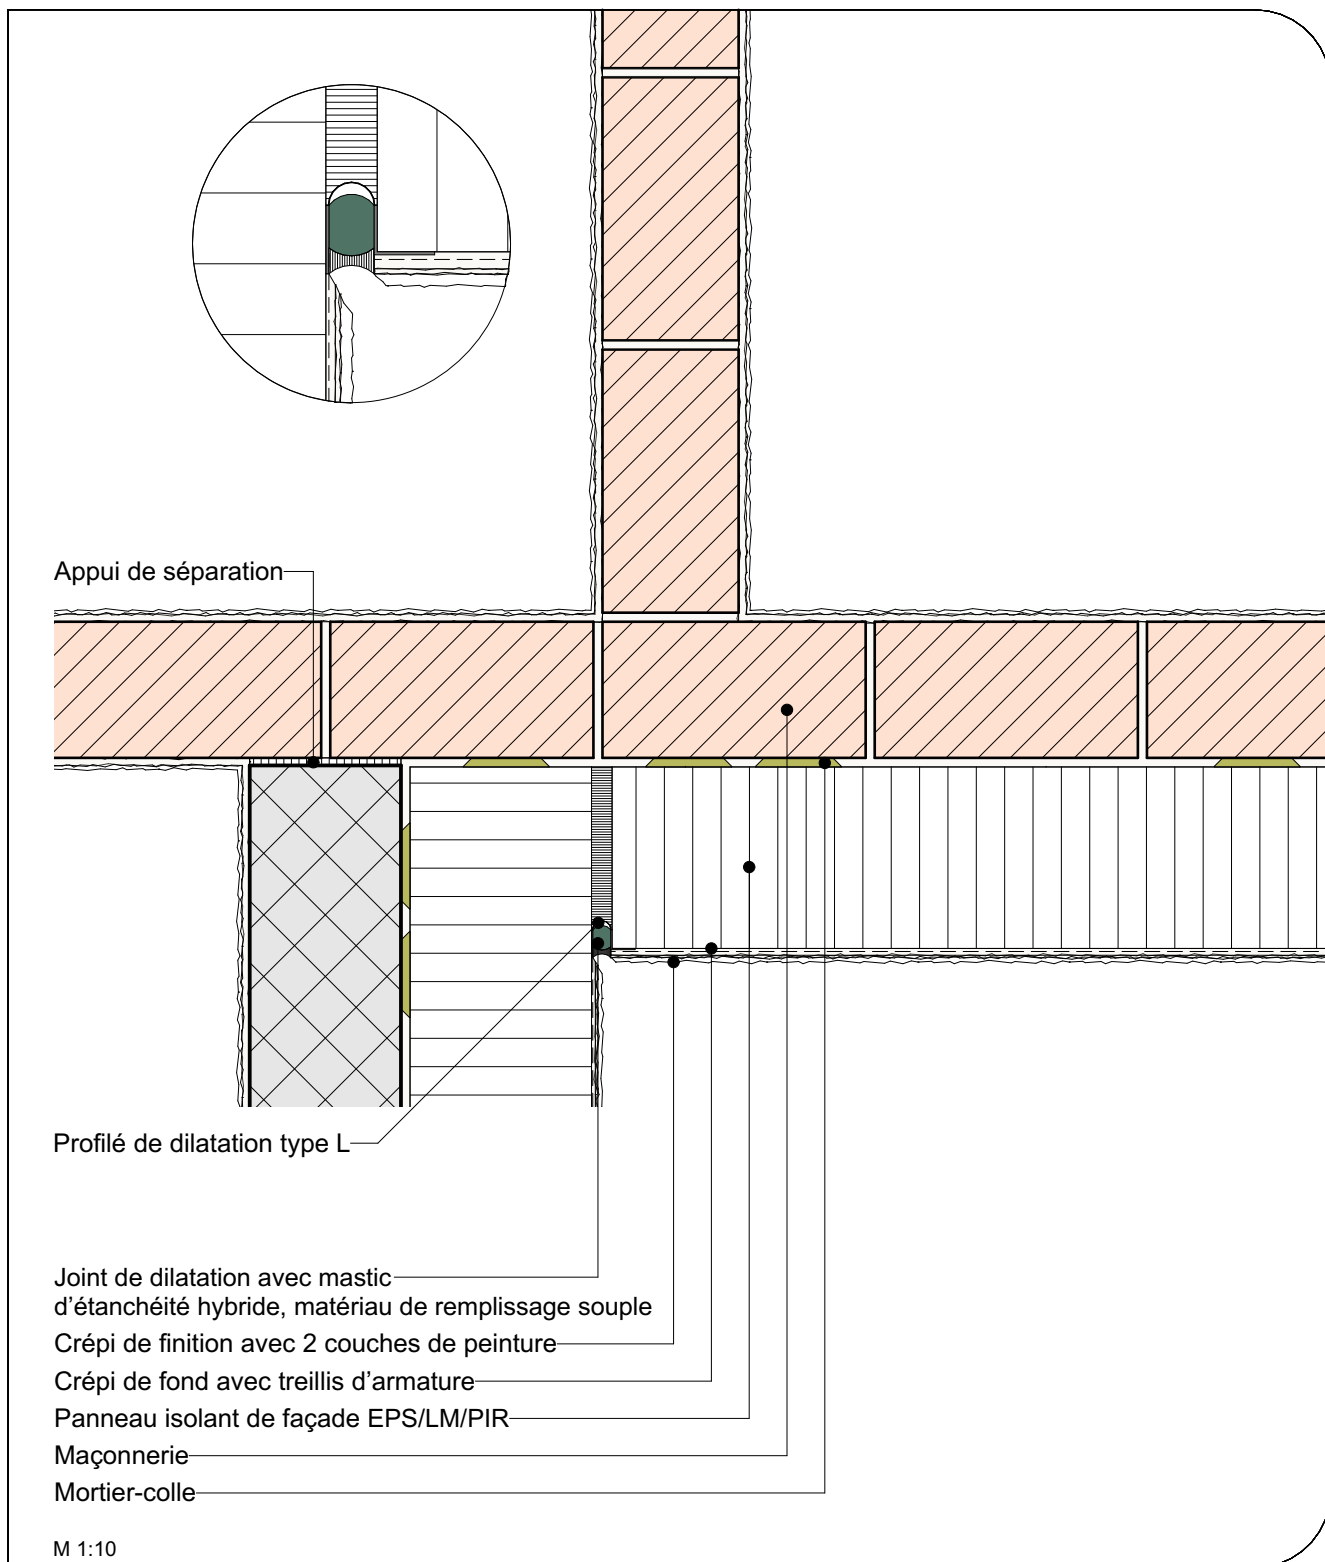 Appui de séparation
Profilé de dilatation type L
Joint de dilatation avec mastic
d’étanchéité hybride, matériau de remplissage souple
Crépi de finition avec 2 couches de peinture
Crépi de fond avec treillis d’armature
Panneau isolant de façade EPS/LM/PIR
Maçonnerie
Mortier-colle
M 1:10